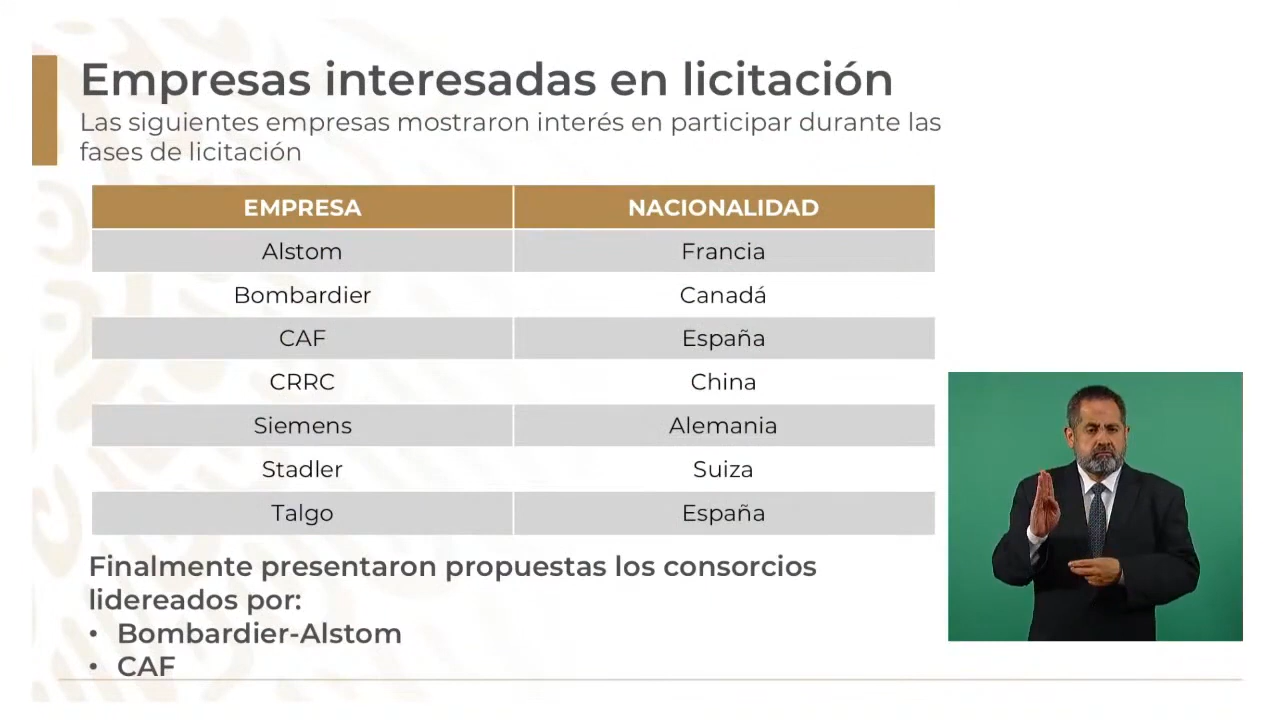 Empresas interesadas en licitación
Las siguientes empresas mostraron interés en participar durante las
fases de licitación
EMPRESA NACIONALIDAD
Alstom Francia
Bombardier Canadá
CAF España
CRRC China
Siemens Alemania
Stadler Suiza
Talgo España
Finalmente presentaron propuestas los consorcios
lidereados por:
• Bombardier-Alstom
• CAF